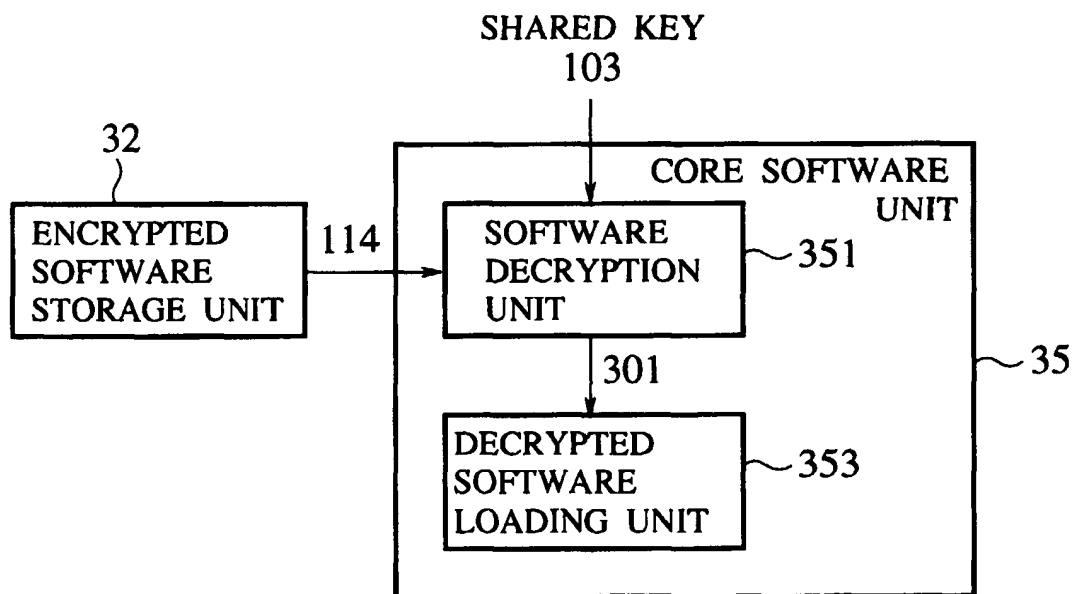 SHARED KEY
103
32
CORE SOFTWARE
UNIT
ENCRYPTED
SOFTWARE
STORAGE UNIT
114
SOFTWARE
DECRYPTION
UNIT
351
301
35
DECRYPTED
SOFTWARE
LOADING UNIT
353